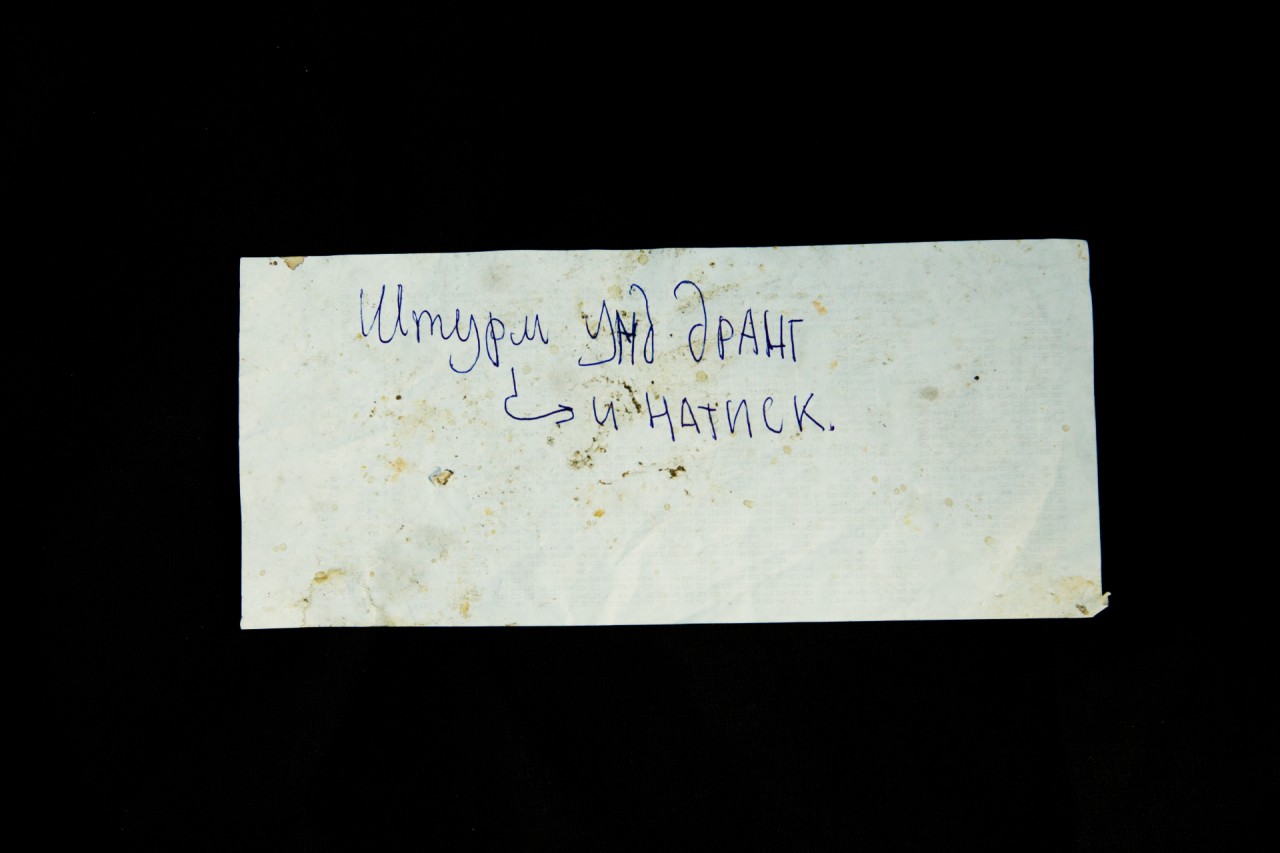 Штурм унд дранг
и натиск.